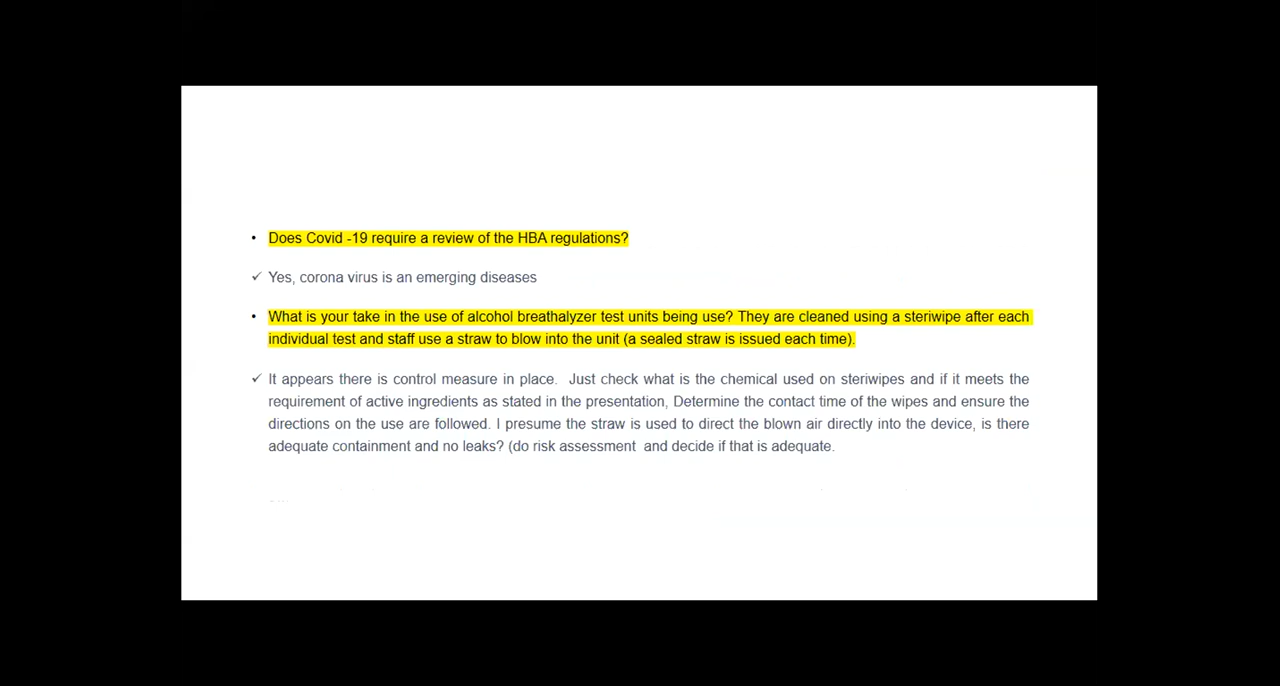 • Does Covid -19 require a review of the HBA regulations?
✓ Yes, corona virus is an emerging diseases
• What is your take in the use of alcohol breathalyzer test units being use? They are cleaned using a steriwipe after each
individual test and staff use a straw to blow into the unit (a sealed straw is issued each time).
✓ It appears there is control measure in place. Just check what is the chemical used on steriwipes and if it meets the
requirement of active ingredients as stated in the presentation, Determine the contact time of the wipes and ensure the
directions on the use are followed. I presume the straw is used to direct the blown air directly into the device, is there
adequate containment and no leaks? (do risk assessment and decide if that is adequate.